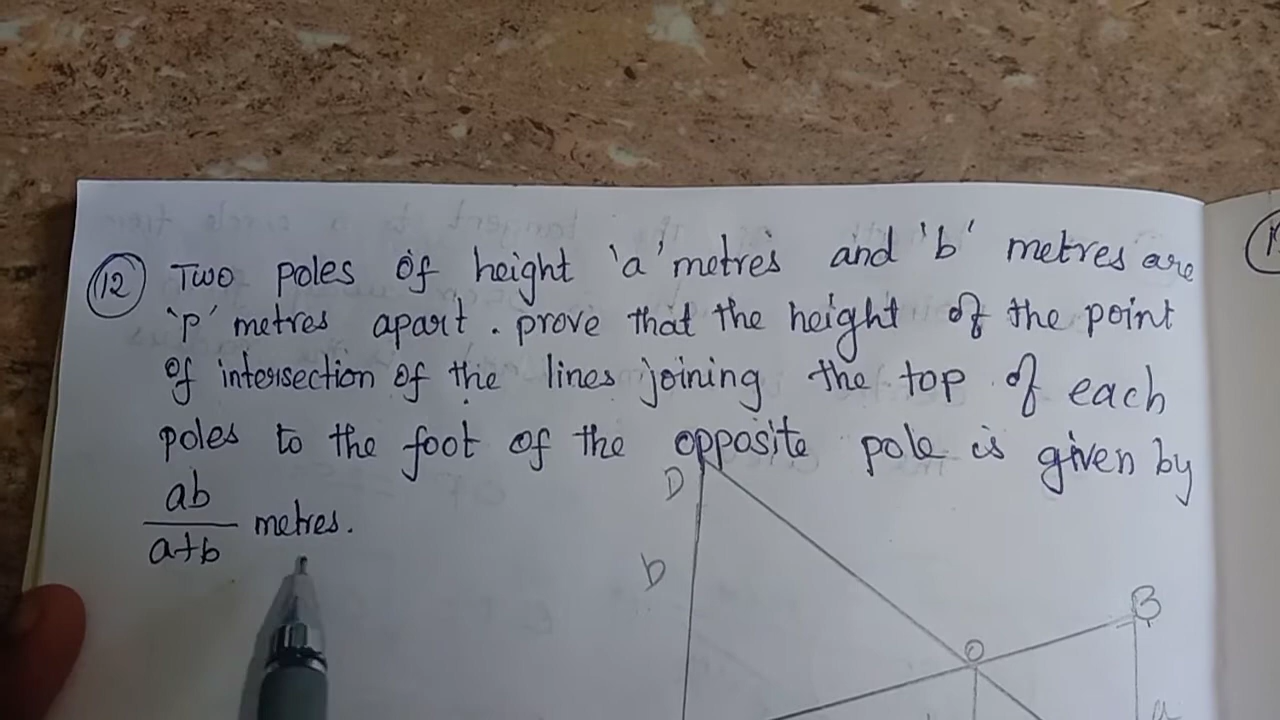 12 Two poles of height 'a' metres and 'b' metres are
'p' metres apart. prove that the height of the point
of intersection of the lines joining the top of each
poles to the foot of the opposite pole is given by
ab
a+b
metres.
D
b
B
O
a